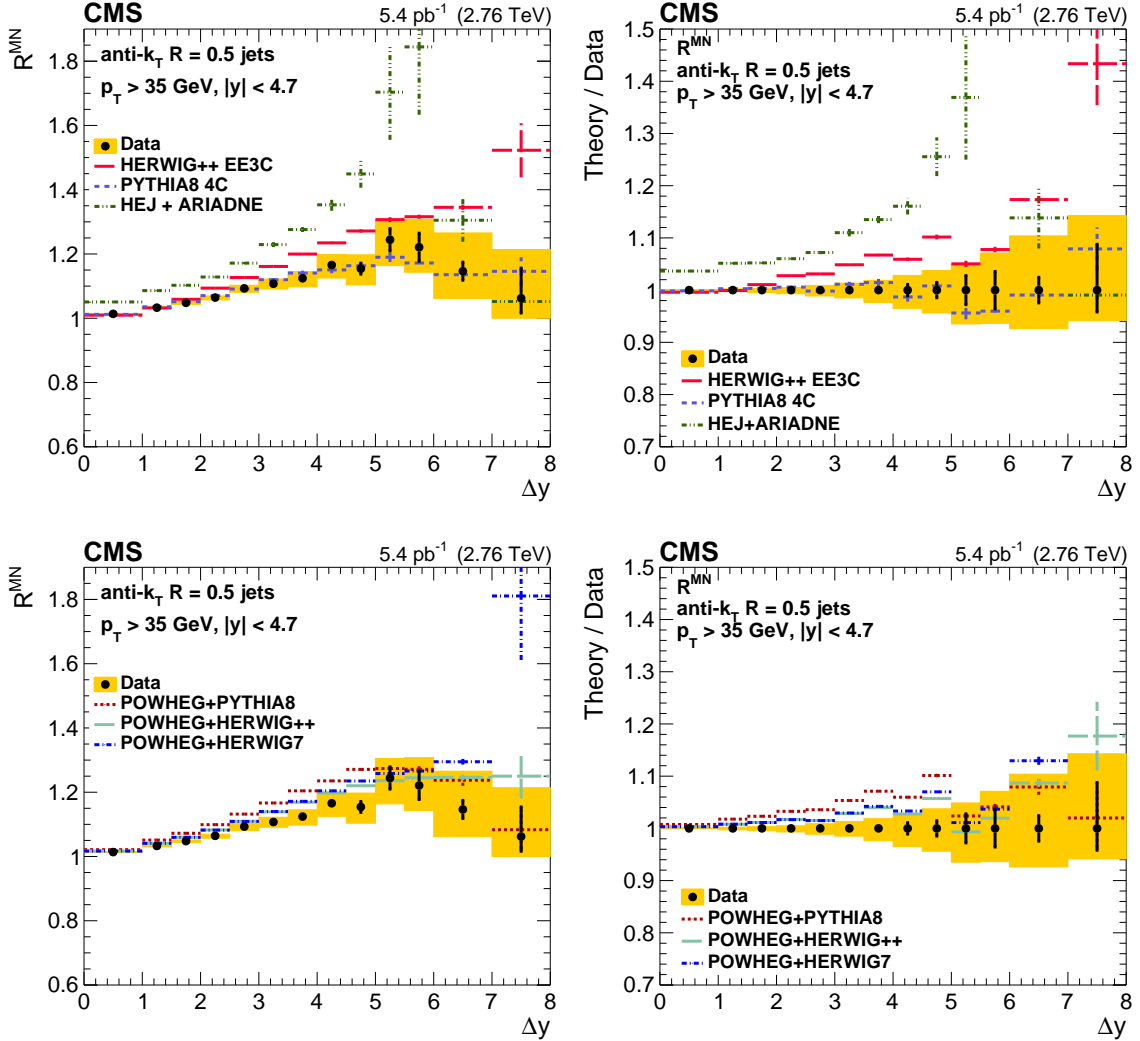 CMS
5.4 pb⁻¹ (2.76 TeV)
R^MN
anti-k_T R = 0.5 jets
p_T > 35 GeV, |y| < 4.7
Data
HERWIG++ EE3C
PYTHIA8 4C
HEJ + ARIADNE
1.8
1.6
1.4
1.2
1
0.8
0.6
0 1 2 3 4 5 6 7 8
Δy
CMS
5.4 pb⁻¹ (2.76 TeV)
Theory / Data
R^MN
anti-k_T R = 0.5 jets
p_T > 35 GeV, |y| < 4.7
Data
HERWIG++ EE3C
PYTHIA8 4C
HEJ+ARIADNE
1.5
1.4
1.3
1.2
1.1
1
0.9
0.8
0.7
0 1 2 3 4 5 6 7 8
Δy
CMS
5.4 pb⁻¹ (2.76 TeV)
R^MN
anti-k_T R = 0.5 jets
p_T > 35 GeV, |y| < 4.7
Data
POWHEG+PYTHIA8
POWHEG+HERWIG++
POWHEG+HERWIG7
1.8
1.6
1.4
1.2
1
0.8
0.6
0 1 2 3 4 5 6 7 8
Δy
CMS
5.4 pb⁻¹ (2.76 TeV)
Theory / Data
R^MN
anti-k_T R = 0.5 jets
p_T > 35 GeV, |y| < 4.7
Data
POWHEG+PYTHIA8
POWHEG+HERWIG++
POWHEG+HERWIG7
1.5
1.4
1.3
1.2
1.1
1
0.9
0.8
0.7
0 1 2 3 4 5 6 7 8
Δy